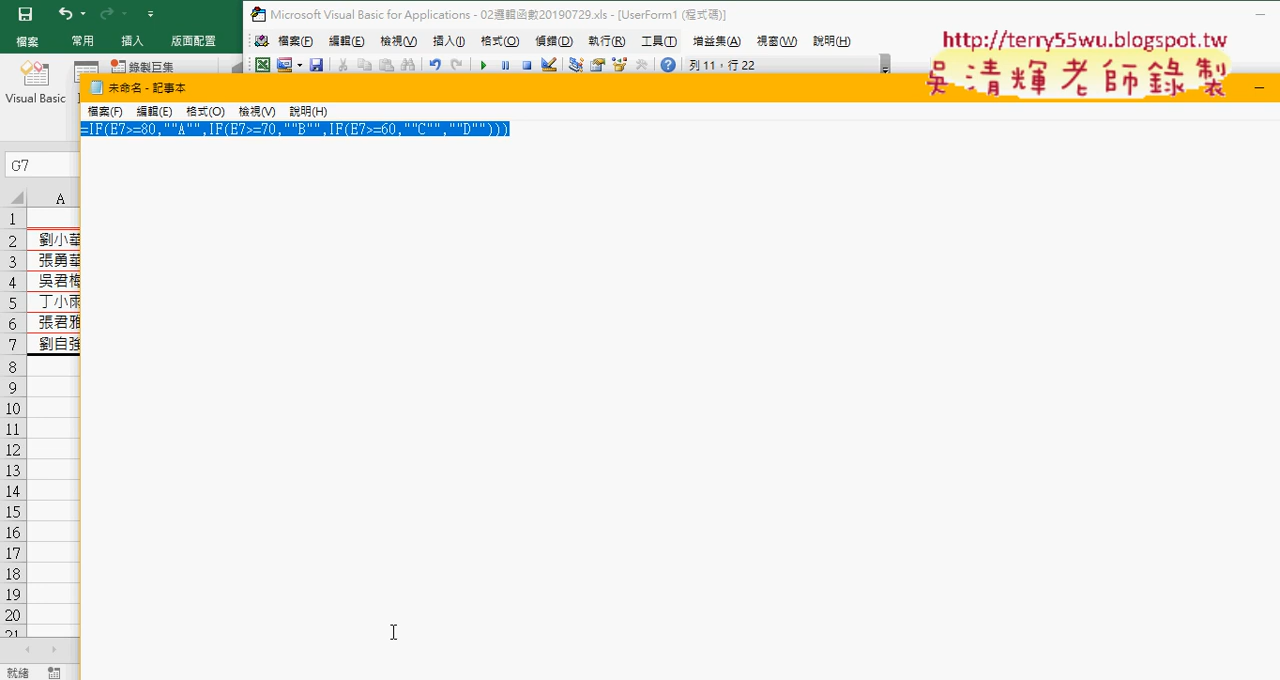 檔案
常用
插入
版面配置
Microsoft Visual Basic for Applications - 02邏輯函數20190729.xls - [UserForm1 (程式碼)]
檔案(F) 編輯(E) 檢視(V) 插入(I) 格式(O) 偵錯(D) 執行(R) 工具(T) 增益集(A) 視窗(W) 說明(H)
http://terry55wu.blogspot.tw
吳清輝老師錄製
錄製巨集
列 11，行 22
Visual Basic
未命名 - 記事本
檔案(F) 編輯(E) 格式(O) 檢視(V) 說明(H)
=IF(E7>=80,""A"",IF(E7>=70,""B"",IF(E7>=60,""C"",""D"")))
G7
A
1
2 劉小華
3 張勇華
4 吳君梅
5 丁小雨
6 張君雅
7 劉自強
8
9
10
11
12
13
14
15
16
17
18
19
20
21
就緒